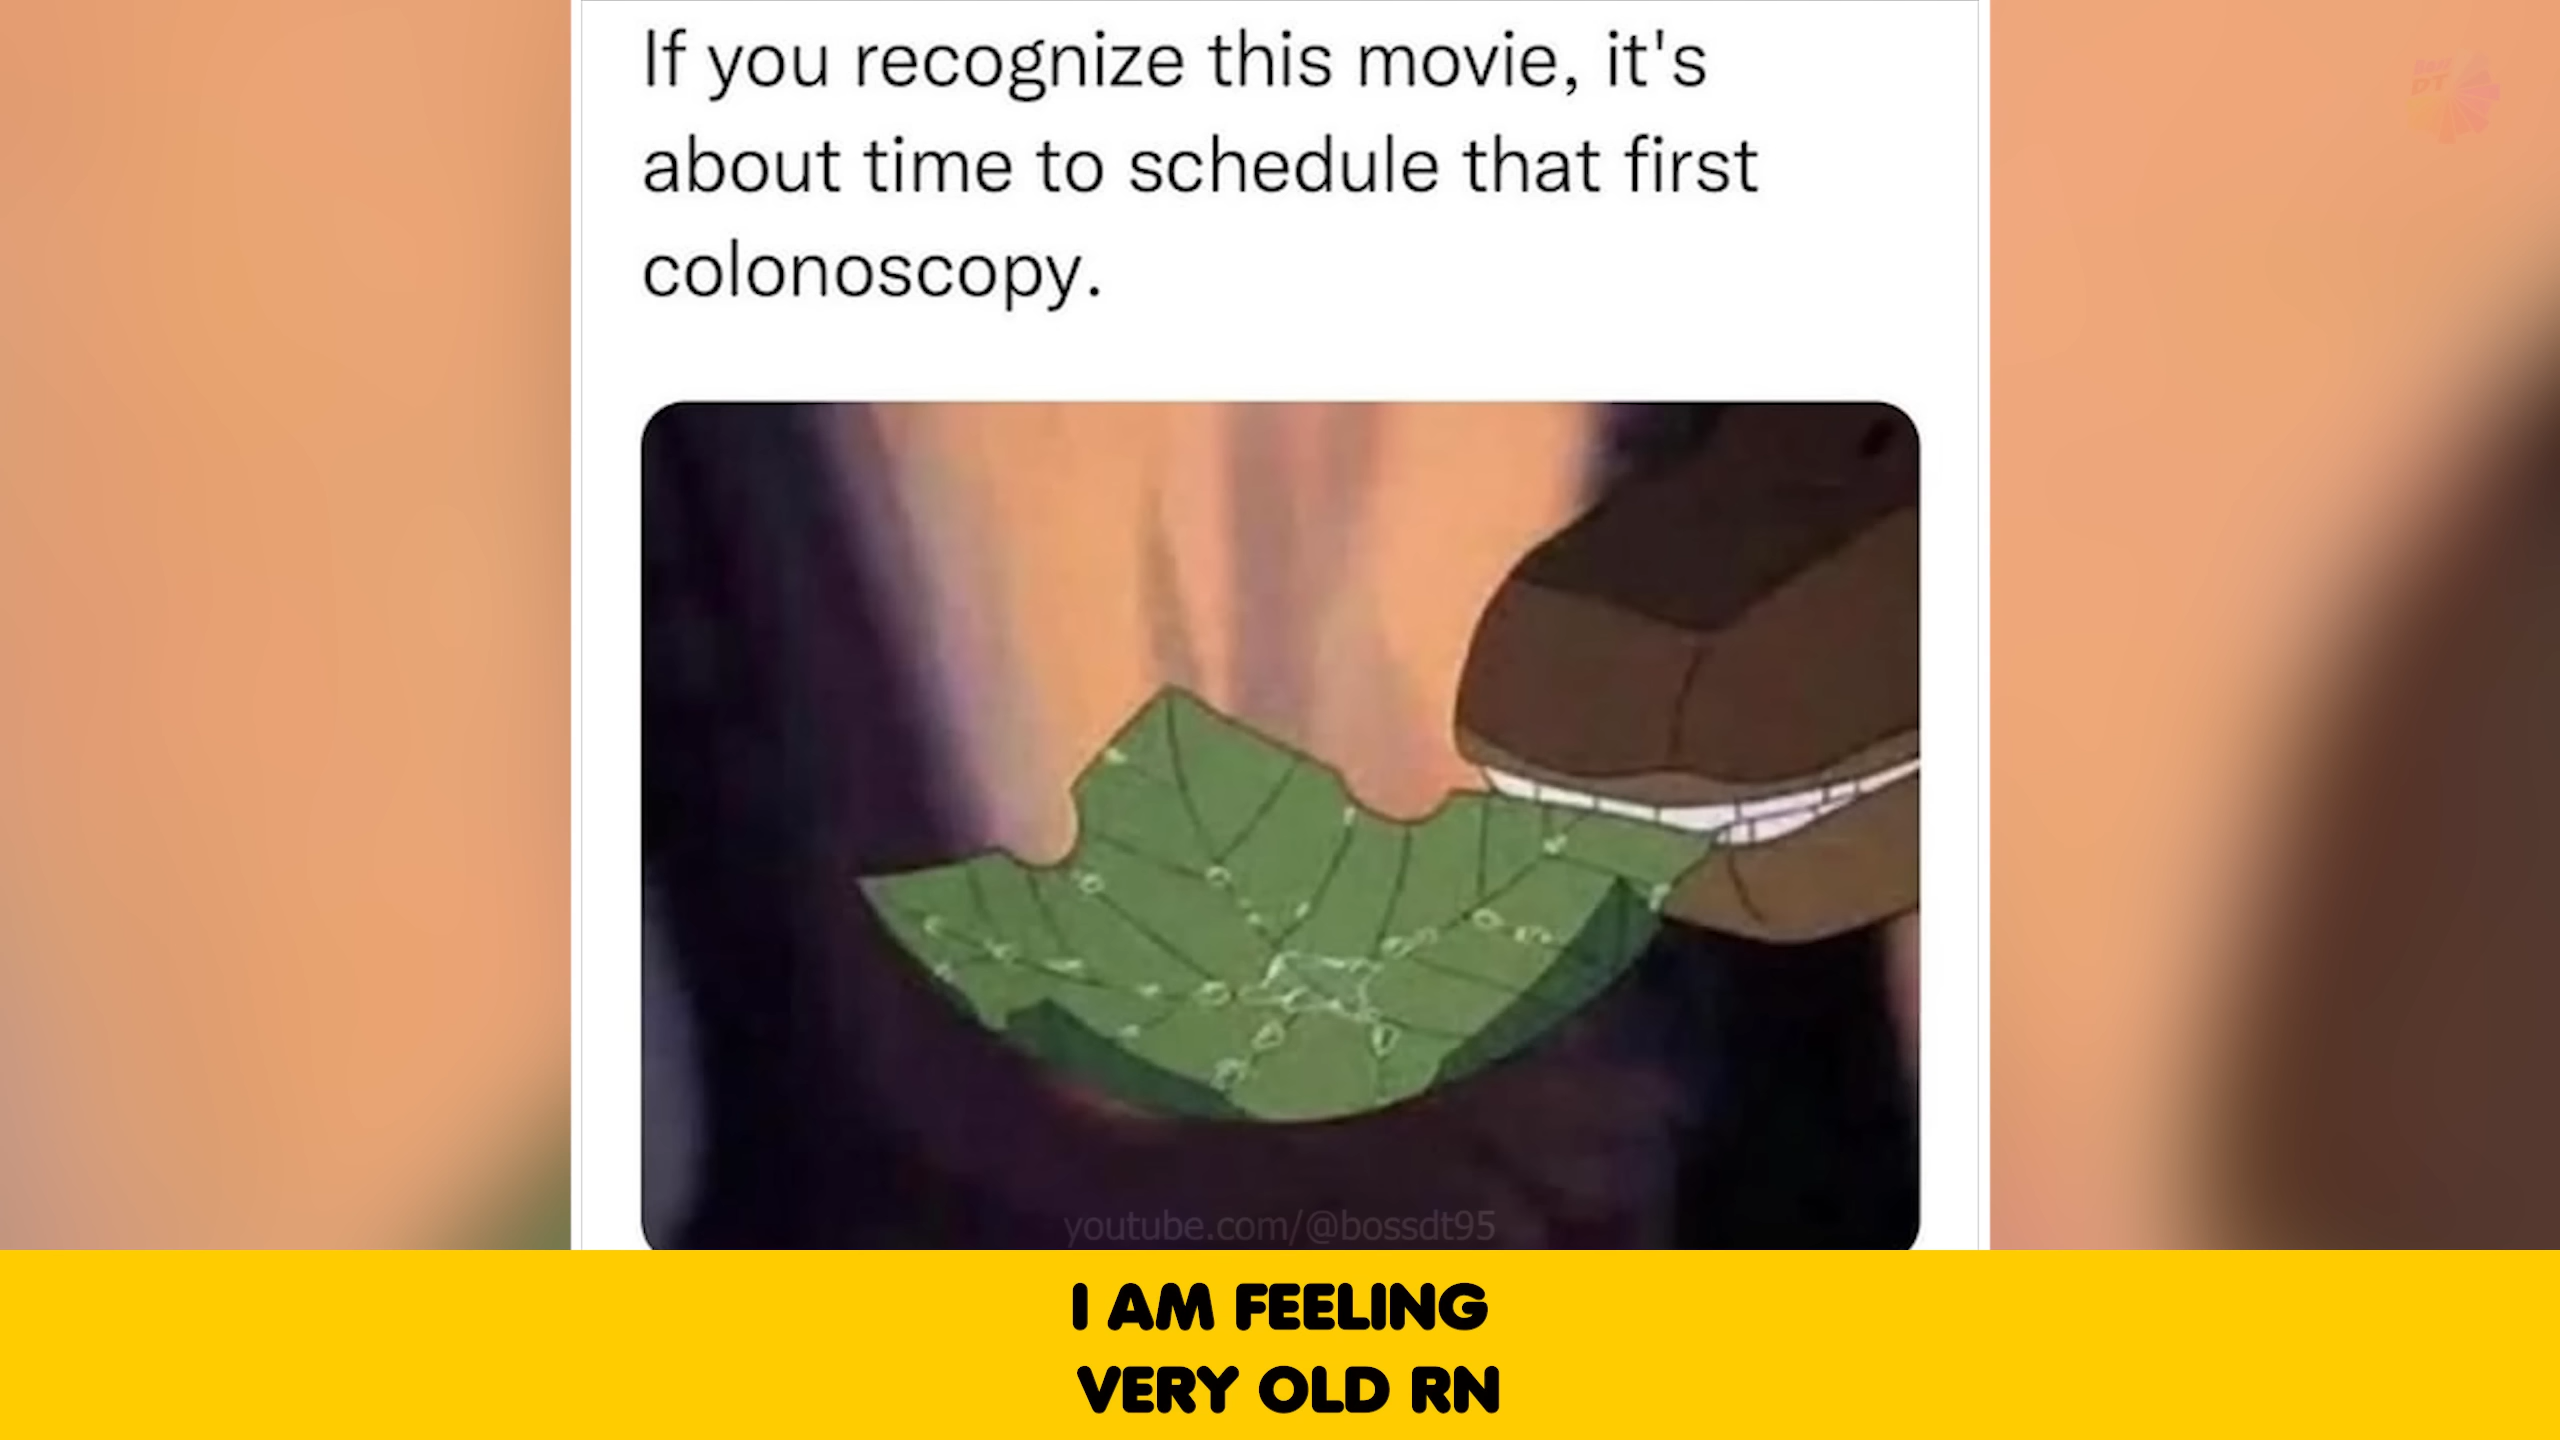 If you recognize this movie, it's
about time to schedule that first
colonoscopy.
youtube.com/@bossdt95
I AM FEELING
VERY OLD RN